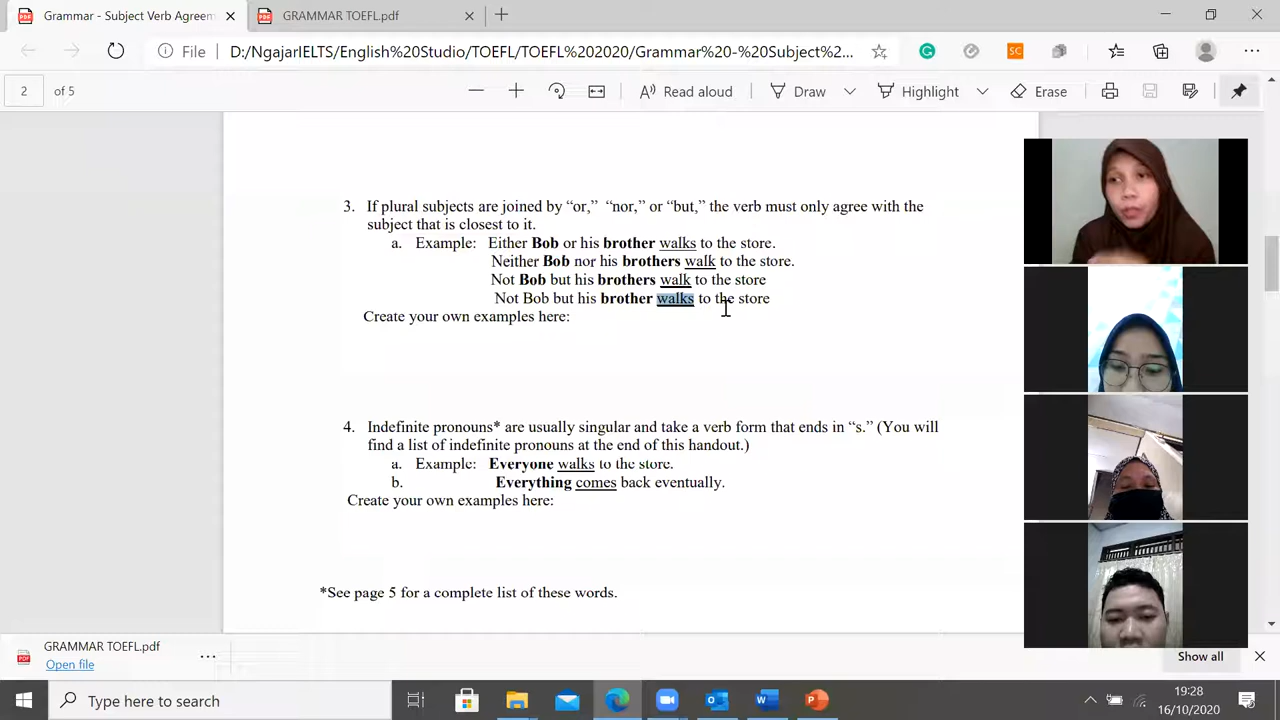 Grammar - Subject Verb Agreem
GRAMMAR TOEFL.pdf
File
D:/NgajarIELTS/English%20Studio/TOEFL/TOEFL%202020/Grammar%20-%20Subject%2...
SC
2
of 5
Read aloud
Draw
Highlight
Erase
3. If plural subjects are joined by “or,” “nor,” or “but,” the verb must only agree with the
subject that is closest to it.
a. Example: Either Bob or his brother walks to the store.
Neither Bob nor his brothers walk to the store.
Not Bob but his brothers walk to the store
Not Bob but his brother walks to the store
Create your own examples here:
4. Indefinite pronouns* are usually singular and take a verb form that ends in “s.” (You will
find a list of indefinite pronouns at the end of this handout.)
a. Example: Everyone walks to the store.
b. Everything comes back eventually.
Create your own examples here:
*See page 5 for a complete list of these words.
GRAMMAR TOEFL.pdf
Open file
Show all
Type here to search
19:28
16/10/2020